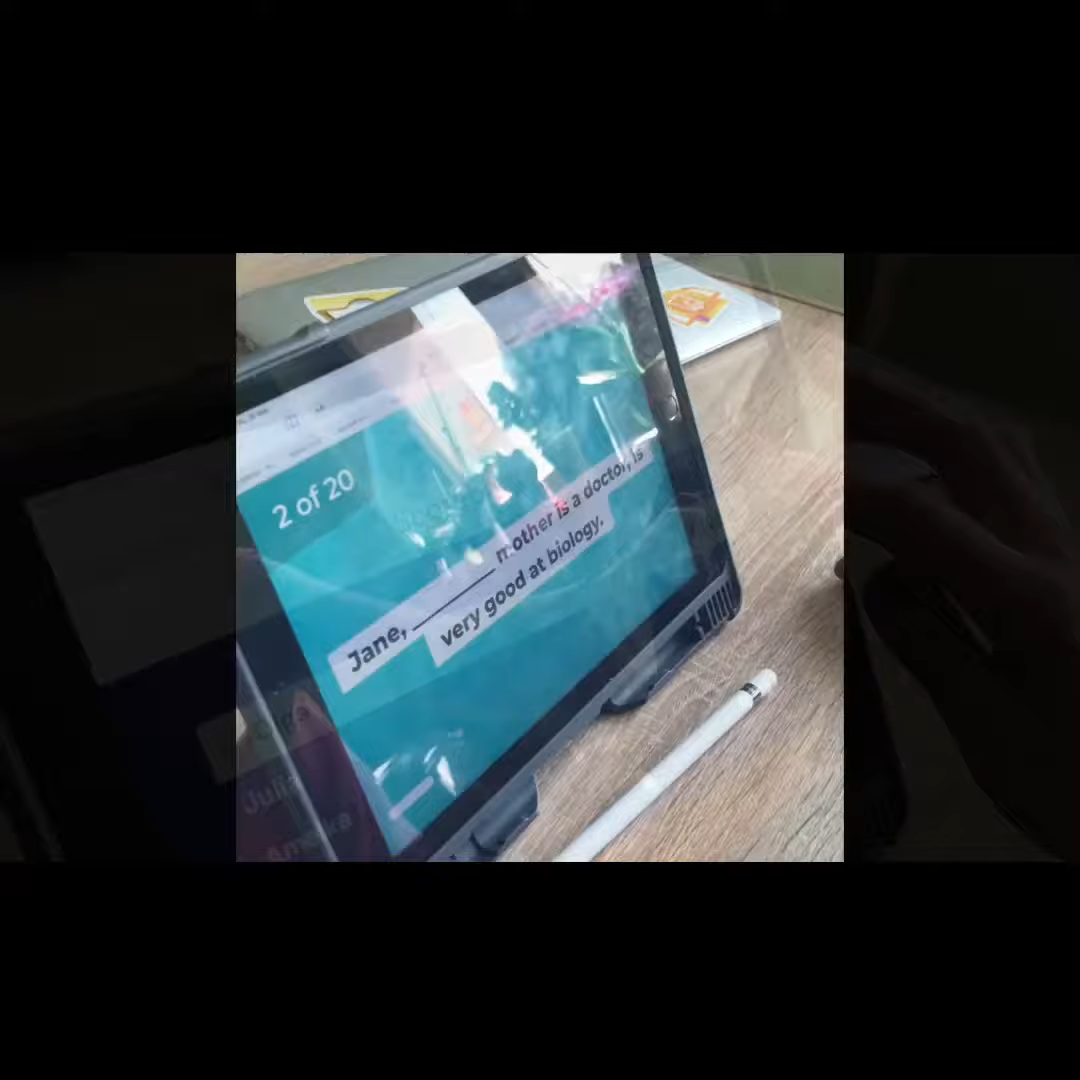 2 of 20
Jane, ________ mother is a doctor, is
very good at biology.